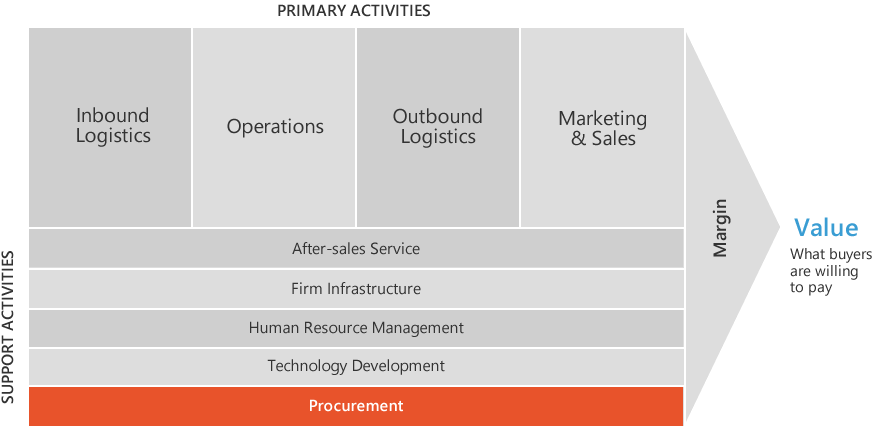 PRIMARY ACTIVITIES
Inbound
Logistics
Operations
Outbound
Logistics
Marketing
& Sales
After-sales Service
Firm Infrastructure
Human Resource Management
Technology Development
Procurement
SUPPORT ACTIVITIES
Margin
Value
What buyers
are willing
to pay